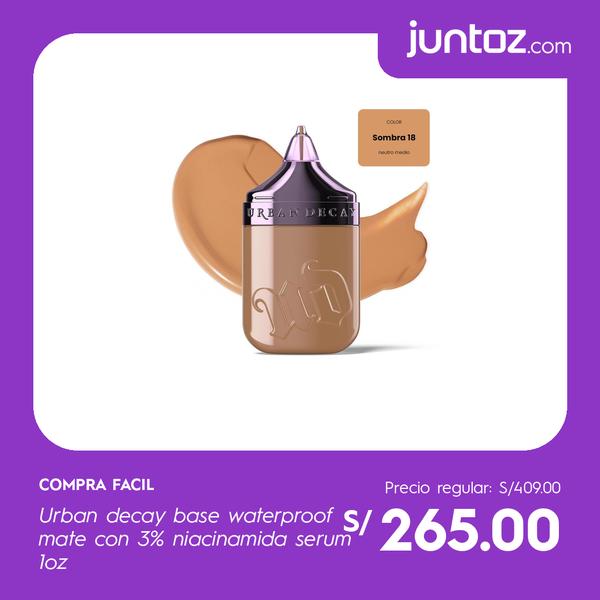 juntoz.com
COLOR
Sombra 18
neutro medio
URBAN DECAY
UD
COMPRA FACIL
Precio regular: S/409.00
Urban decay base waterproof
mate con 3% niacinamida serum
1oz
S/ 265.00